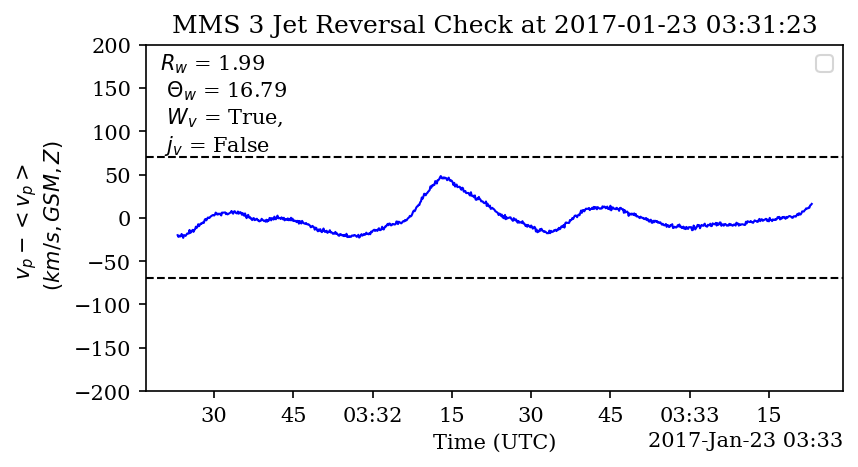 MMS 3 Jet Reversal Check at 2017-01-23 03:31:23
R_w = 1.99
Θ_w = 16.79
W_v = True,
j_v = False
v_p − < v_p >
(km/s, GSM, Z)
200
150
100
50
0
−50
−100
−150
−200
30 45 03:32 15 30 45 03:33 15
Time (UTC)
2017-Jan-23 03:33